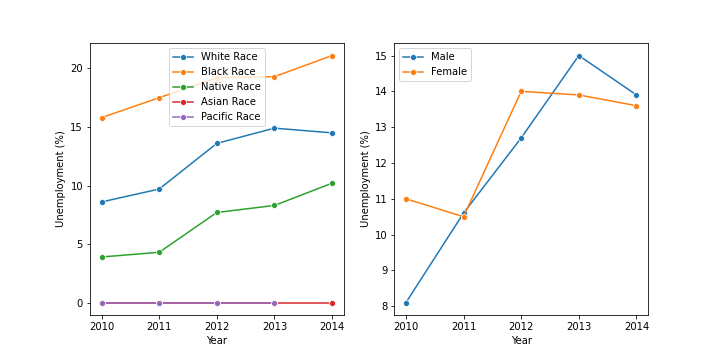 White Race
Black Race
Native Race
Asian Race
Pacific Race
Unemployment (%)
20
15
10
5
0
2010 2011 2012 2013 2014
Year
Male
Female
Unemployment (%)
15
14
13
12
11
10
9
8
2010 2011 2012 2013 2014
Year